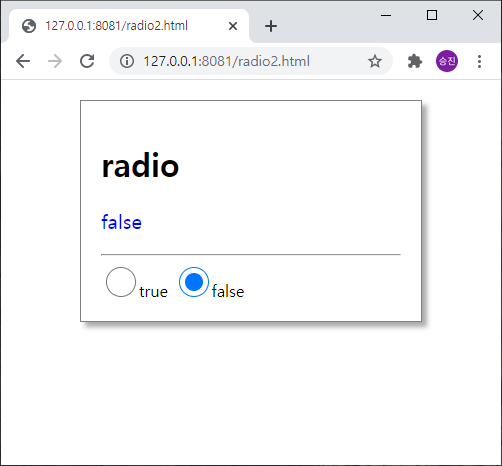 127.0.0.1:8081/radio2.html
127.0.0.1:8081/radio2.html
승진
radio
false
true false